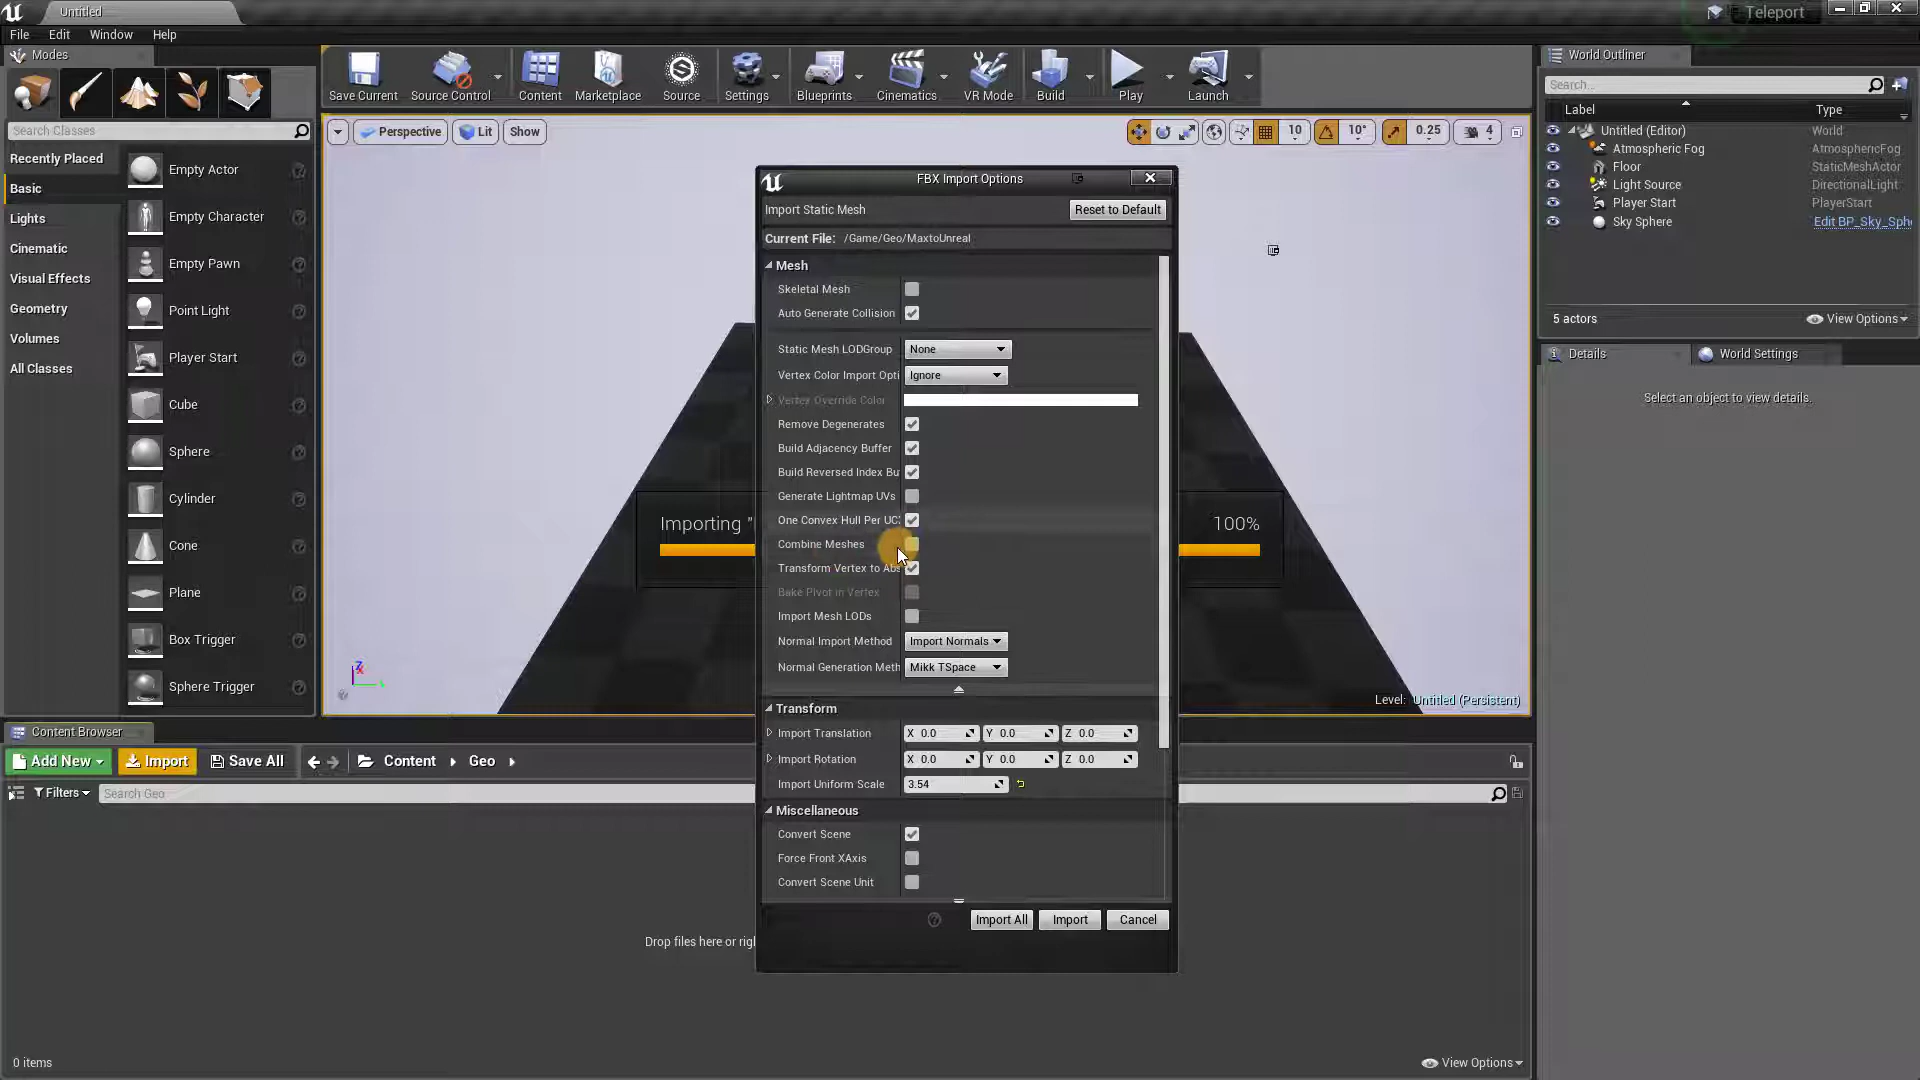 Untitled
Teleport
File Edit Window Help
Modes
Search Classes
Recently Placed
Basic
Lights
Cinematic
Visual Effects
Geometry
Volumes
All Classes
Empty Actor
Empty Character
Empty Pawn
Point Light
Player Start
Cube
Sphere
Cylinder
Cone
Plane
Box Trigger
Sphere Trigger
Save Current Source Control Content Marketplace Source Settings Blueprints Cinematics VR Mode Build Play Launch
Perspective Lit Show
10 10° 0.25 4
Importing "
100%
Level: Untitled (Persistent)
FBX Import Options
Import Static Mesh Reset to Default
Current File: /Game/Geo/MaxtoUnreal
Mesh
Skeletal Mesh
Auto Generate Collision
Static Mesh LODGroup None
Vertex Color Import Opti Ignore
Vertex Override Color
Remove Degenerates
Build Adjacency Buffer
Build Reversed Index Bu
Generate Lightmap UVs
One Convex Hull Per UC
Combine Meshes
Transform Vertex to Abs
Bake Pivot in Vertex
Import Mesh LODs
Normal Import Method Import Normals
Normal Generation Meth Mikk TSpace
Transform
Import Translation X 0.0 Y 0.0 Z 0.0
Import Rotation X 0.0 Y 0.0 Z 0.0
Import Uniform Scale 3.54
Miscellaneous
Convert Scene
Force Front XAxis
Convert Scene Unit
Import All Import Cancel
World Outliner
Search...
Label Type
Untitled (Editor) World
Atmospheric Fog AtmosphericFog
Floor StaticMeshActor
Light Source DirectionalLight
Player Start PlayerStart
Sky Sphere Edit BP_Sky_Sph
5 actors View Options
Details World Settings
Select an object to view details.
Content Browser
Add New Import Save All Content Geo
Filters Search Geo
Drop files here or rig
0 items View Options